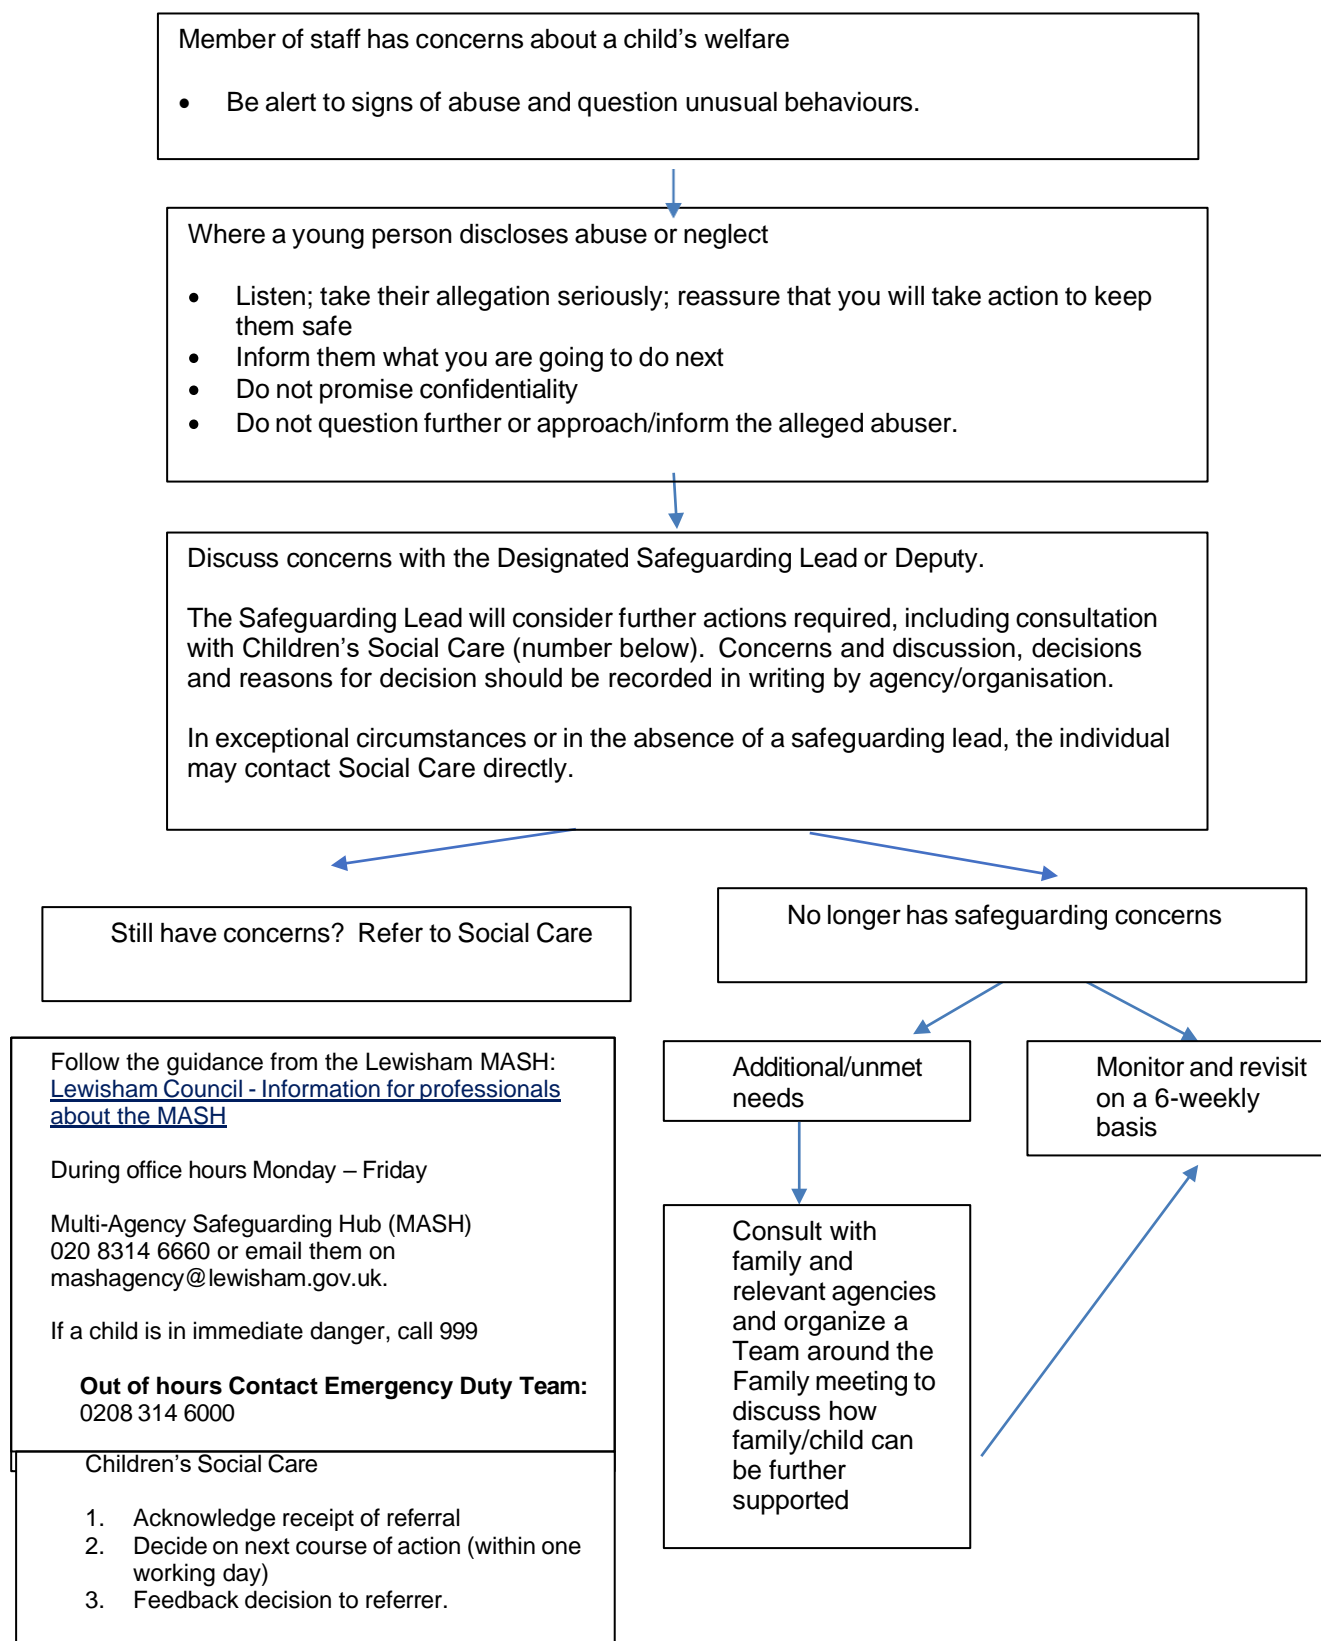 Member of staff has concerns about a child’s welfare
• Be alert to signs of abuse and question unusual behaviours.
Where a young person discloses abuse or neglect
• Listen; take their allegation seriously; reassure that you will take action to keep
them safe
• Inform them what you are going to do next
• Do not promise confidentiality
• Do not question further or approach/inform the alleged abuser.
Discuss concerns with the Designated Safeguarding Lead or Deputy.
The Safeguarding Lead will consider further actions required, including consultation
with Children’s Social Care (number below). Concerns and discussion, decisions
and reasons for decision should be recorded in writing by agency/organisation.
In exceptional circumstances or in the absence of a safeguarding lead, the individual
may contact Social Care directly.
Still have concerns? Refer to Social Care
No longer has safeguarding concerns
Follow the guidance from the Lewisham MASH:
Lewisham Council - Information for professionals
about the MASH
During office hours Monday – Friday
Multi-Agency Safeguarding Hub (MASH)
020 8314 6660 or email them on
mashagency@lewisham.gov.uk.
If a child is in immediate danger, call 999
Out of hours Contact Emergency Duty Team:
0208 314 6000
Children’s Social Care
1. Acknowledge receipt of referral
2. Decide on next course of action (within one
working day)
3. Feedback decision to referrer.
Additional/unmet
needs
Monitor and revisit
on a 6-weekly
basis
Consult with
family and
relevant agencies
and organize a
Team around the
Family meeting to
discuss how
family/child can
be further
supported